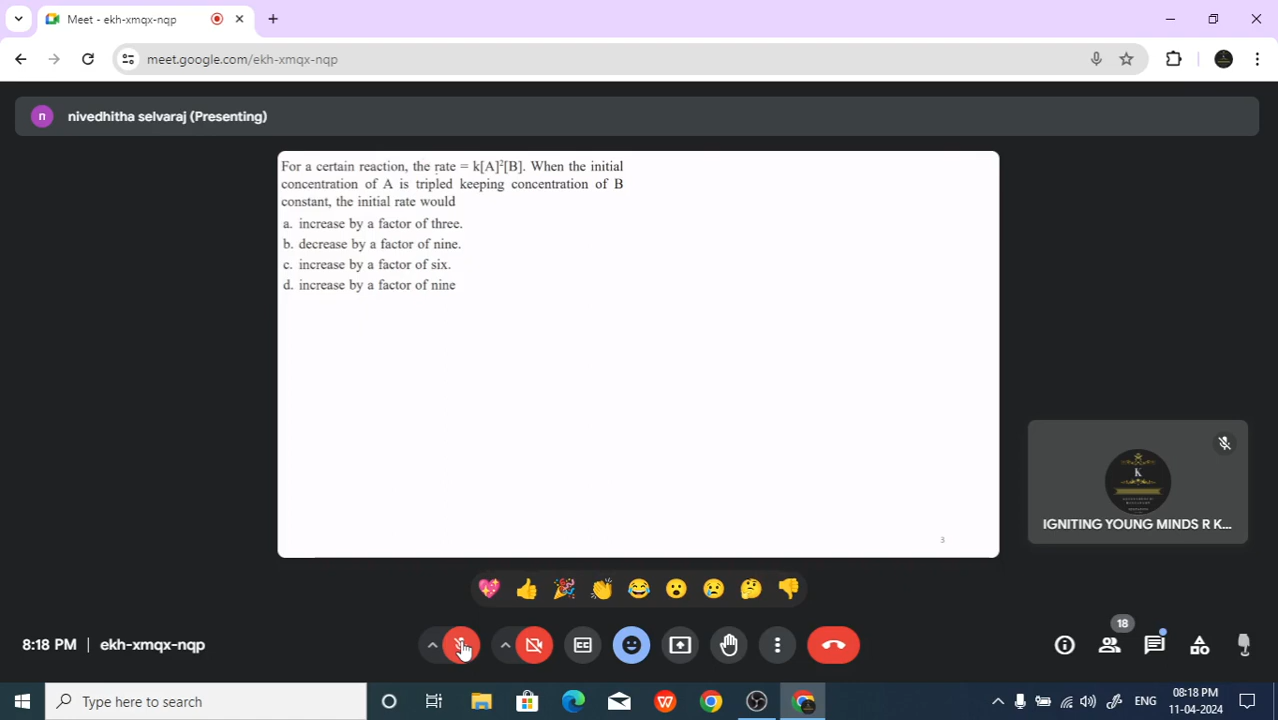 Meet - ekh-xmqx-nqp
meet.google.com/ekh-xmqx-nqp
n nivedhitha selvaraj (Presenting)
For a certain reaction, the rate = k[A]²[B]. When the initial
concentration of A is tripled keeping concentration of B
constant, the initial rate would
a. increase by a factor of three.
b. decrease by a factor of nine.
c. increase by a factor of six.
d. increase by a factor of nine
3
K
IGNITING YOUNG MINDS R K...
8:18 PM | ekh-xmqx-nqp
18
Type here to search
ENG
08:18 PM
11-04-2024